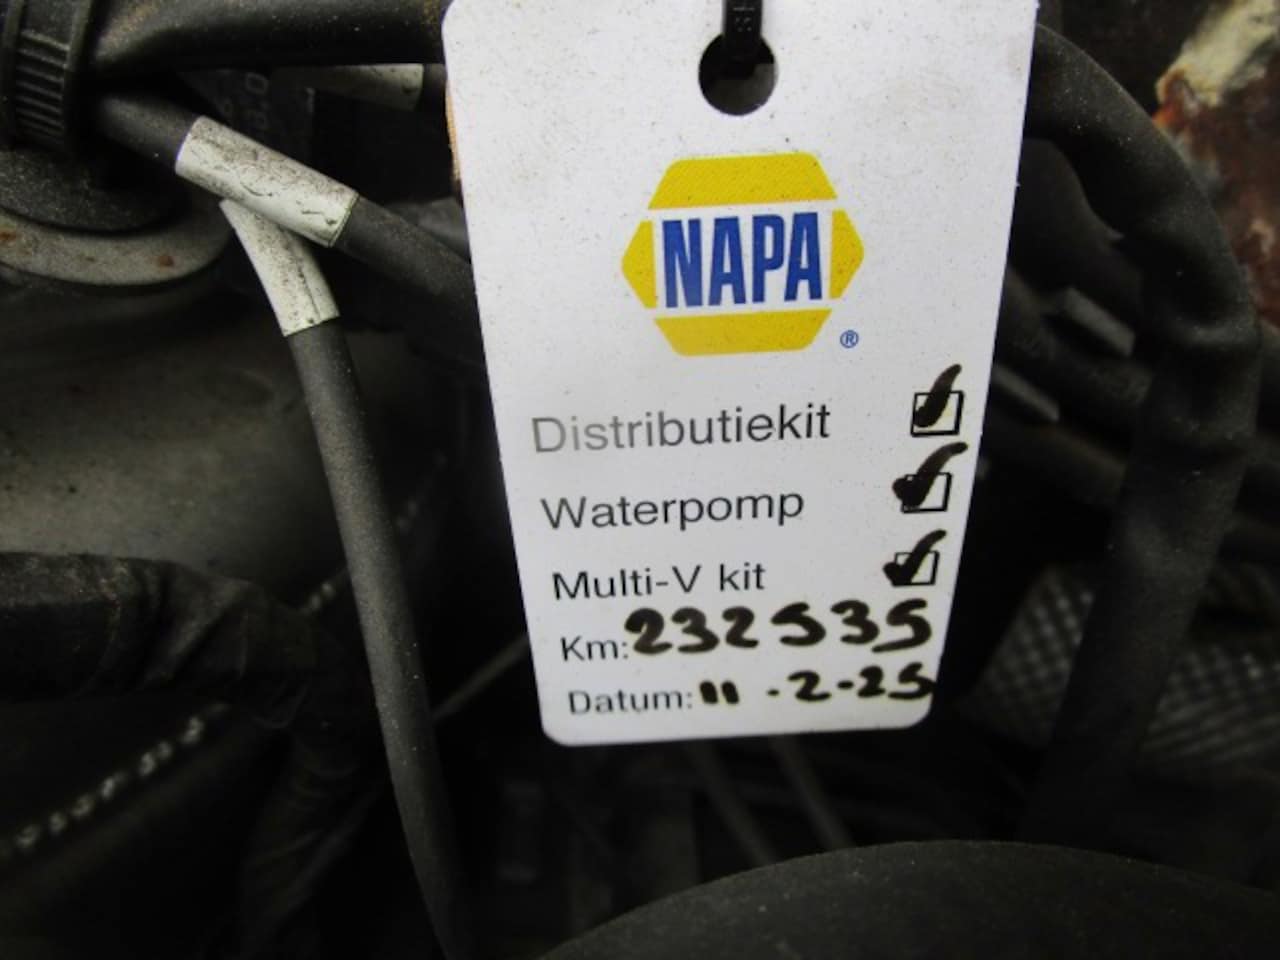 NAPA
®
Distributiekit
Waterpomp
Multi-V kit
Km: 232535
Datum: 11-2-25